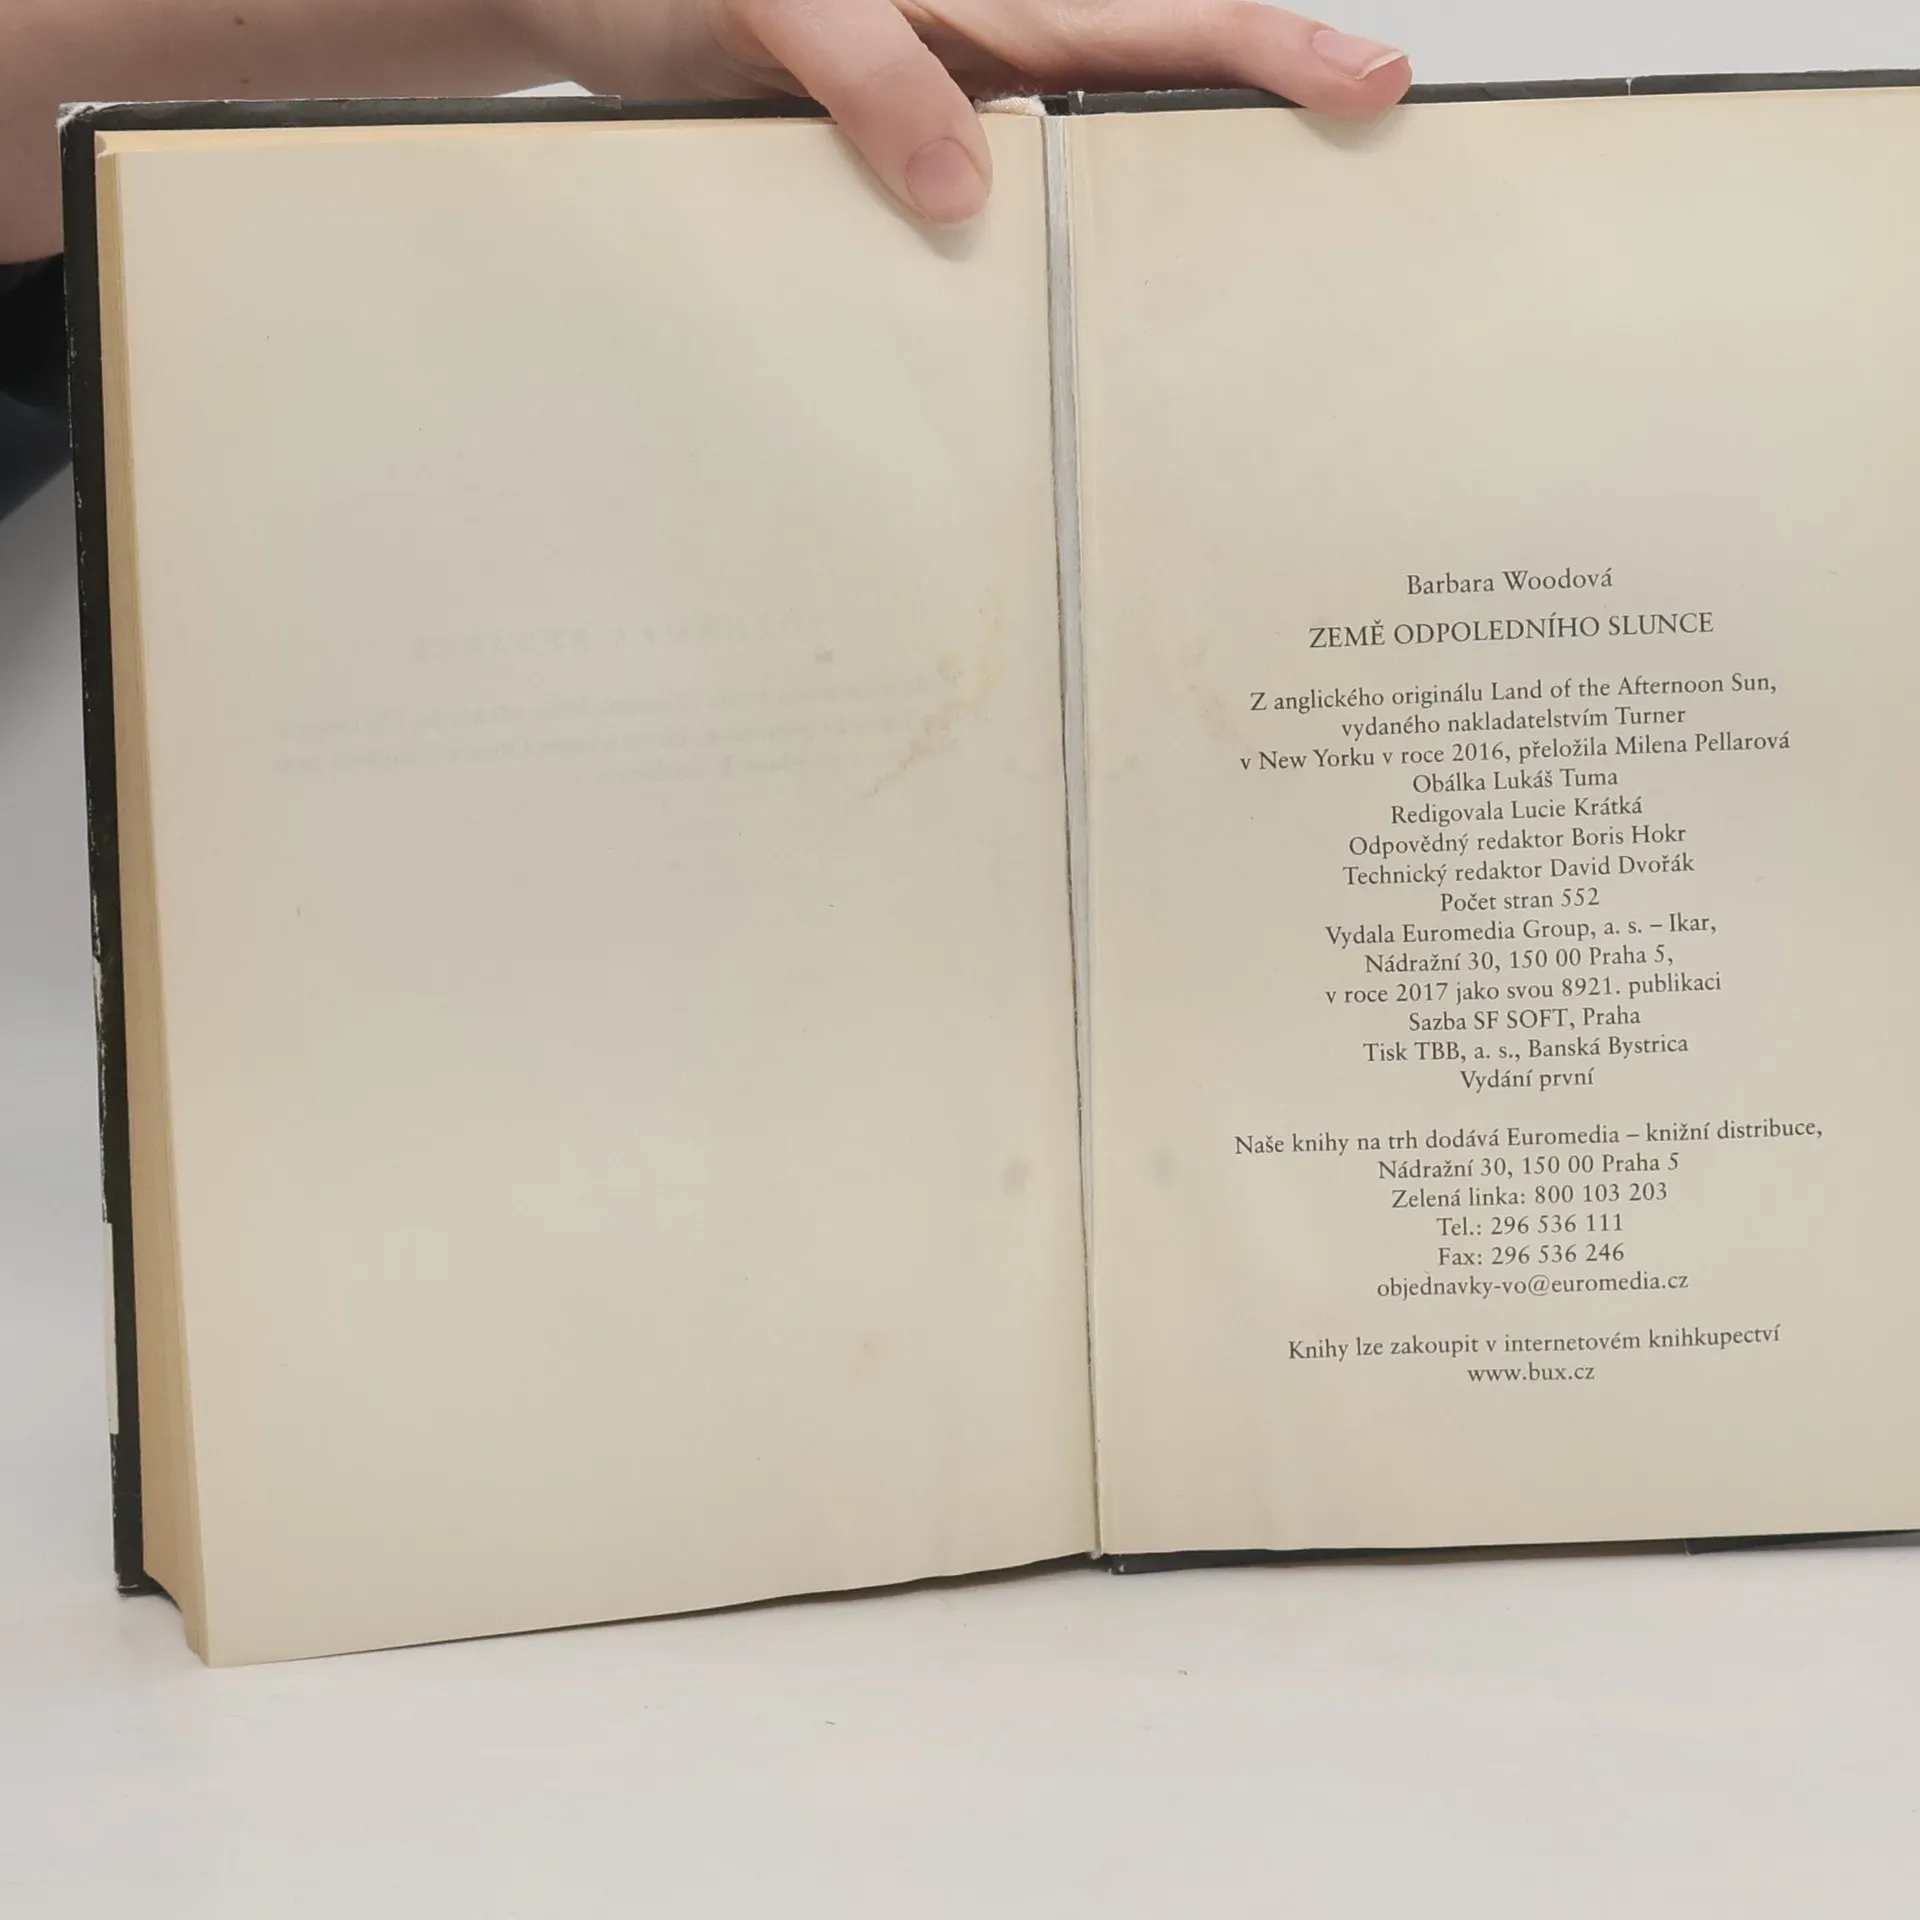 Barbara Woodová
ZEMĚ ODPOLEDNÍHO SLUNCE
Z anglického originálu Land of the Afternoon Sun,
vydaného nakladatelstvím Turner
v New Yorku v roce 2016, přeložila Milena Pellarová
Obálka Lukáš Tuma
Redigovala Lucie Krátká
Odpovědný redaktor Boris Hokr
Technický redaktor David Dvořák
Počet stran 552
Vydala Euromedia Group, a. s. – Ikar,
Nádražní 30, 150 00 Praha 5,
v roce 2017 jako svou 8921. publikaci
Sazba SF SOFT, Praha
Tisk TBB, a. s., Banská Bystrica
Vydání první
Naše knihy na trh dodává Euromedia – knižní distribuce,
Nádražní 30, 150 00 Praha 5
Zelená linka: 800 103 203
Tel.: 296 536 111
Fax: 296 536 246
objednavky-vo@euromedia.cz
Knihy lze zakoupit v internetovém knihkupectví
www.bux.cz